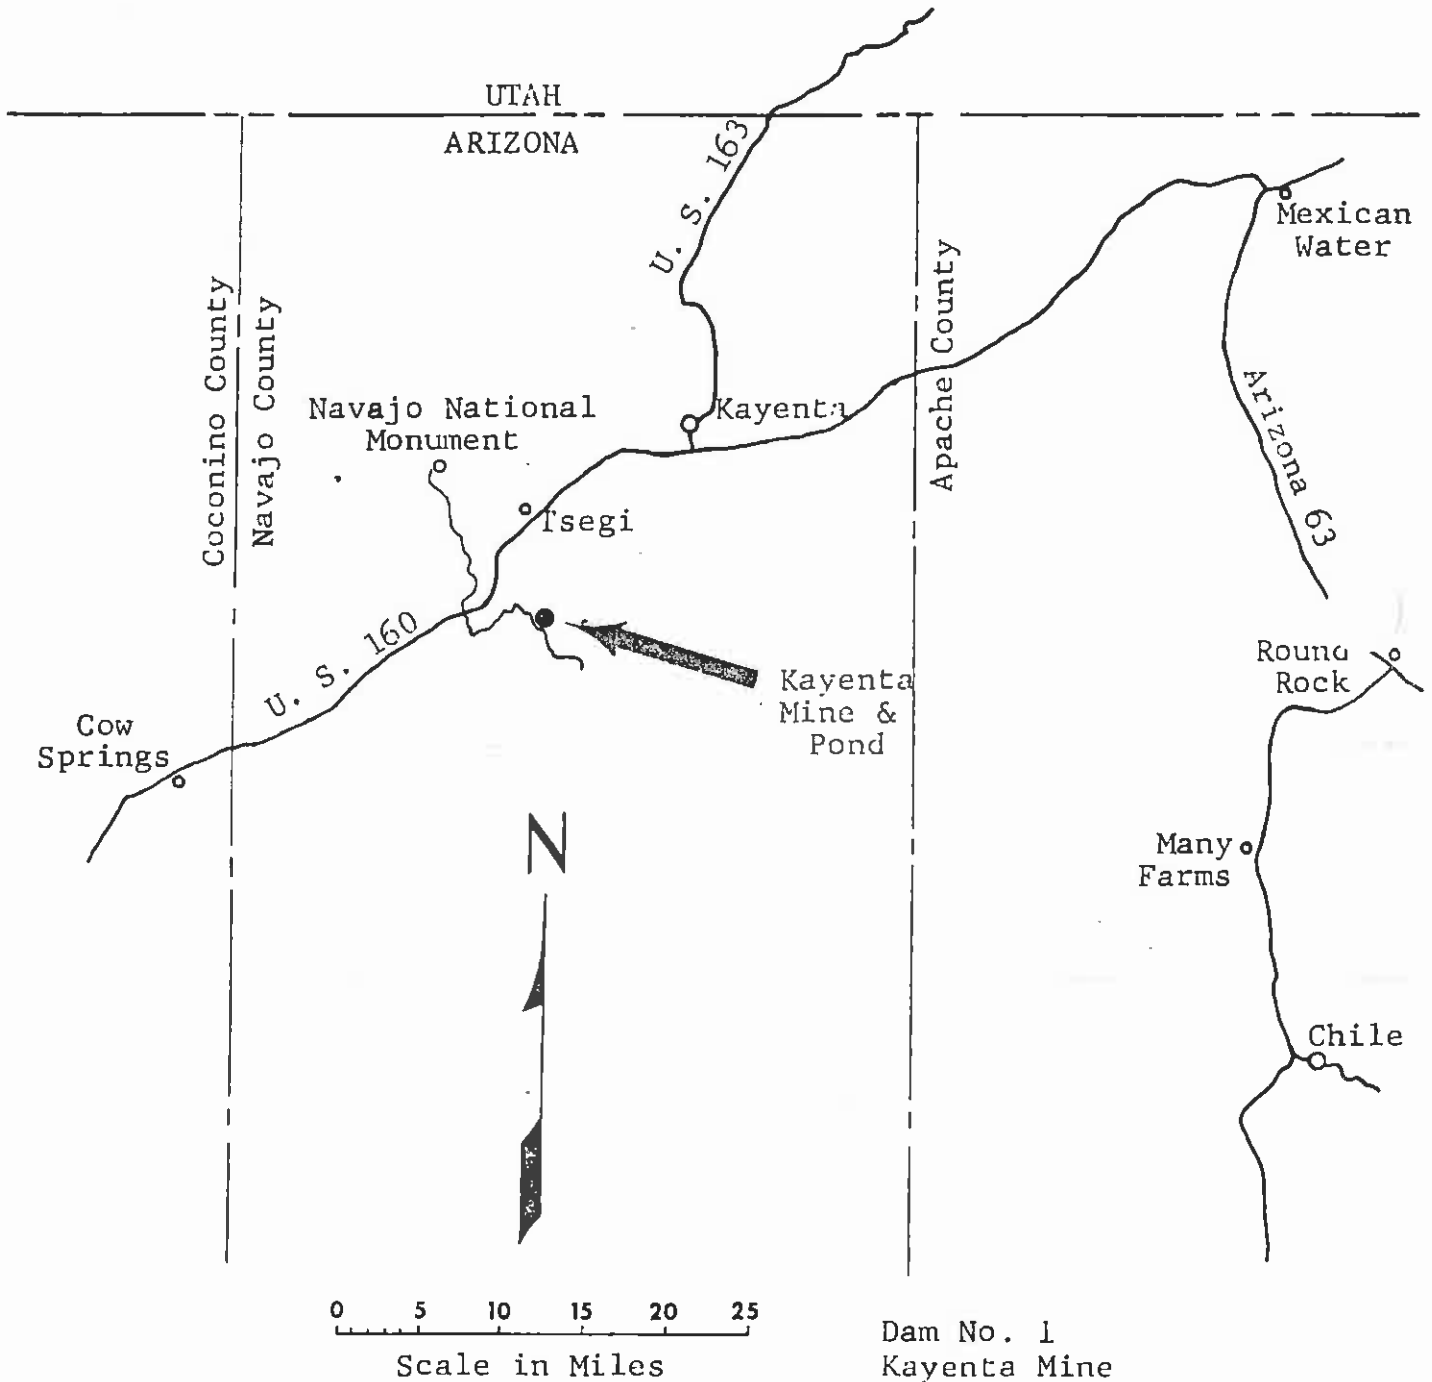 UTAH
ARIZONA
U. S. 163
Mexican
Water
Coconino County
Navajo County
Apache County
Arizona 63
Navajo National
Monument
Kayenta
Tsegi
U. S. 160
Round
Rock
Kayenta
Mine &
Pond
Cow
Springs
N
Many
Farms
Chile
0 5 10 15 20 25
Scale in Miles
Dam No. 1
Kayenta Mine